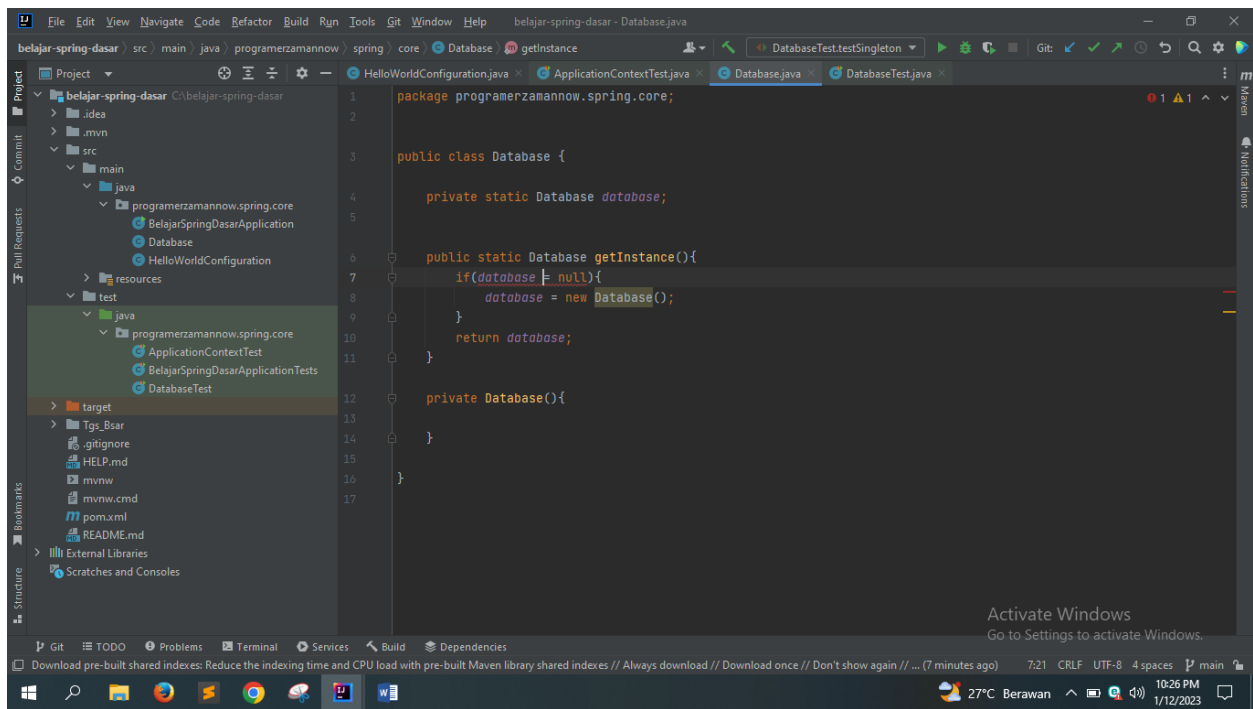 File Edit View Navigate Code Refactor Build Run Tools Git Window Help belajar-spring-dasar - Database.java
belajar-spring-dasar src main java programerzamannow spring core Database getInstance DatabaseTest.testSingleton Git:
Project HelloWorldConfiguration.java ApplicationContextTest.java Database.java DatabaseTest.java
belajar-spring-dasar C:\belajar-spring-dasar
.idea
.mvn
src
main
java
programerzamannow.spring.core
BelajarSpringDasarApplication
Database
HelloWorldConfiguration
resources
test
java
programerzamannow.spring.core
ApplicationContextTest
BelajarSpringDasarApplicationTests
DatabaseTest
target
Tgs_Bsar
.gitignore
HELP.md
mvnw
mvnw.cmd
pom.xml
README.md
External Libraries
Scratches and Consoles
Project
Commit
Pull Requests
Bookmarks
Structure
1 package programerzamannow.spring.core;
2
3 public class Database {
4 private static Database database;
5
6 public static Database getInstance(){
7 if(database = null){
8 database = new Database();
9 }
10 return database;
11 }
12 private Database(){
13
14 }
15
16 }
17
1 1
m
Maven
Notifications
Activate Windows
Go to Settings to activate Windows.
Git TODO Problems Terminal Services Build Dependencies
Download pre-built shared indexes: Reduce the indexing time and CPU load with pre-built Maven library shared indexes // Always download // Download once // Don't show again // ... (7 minutes ago) 7:21 CRLF UTF-8 4 spaces main
27°C Berawan 10:26 PM
1/12/2023